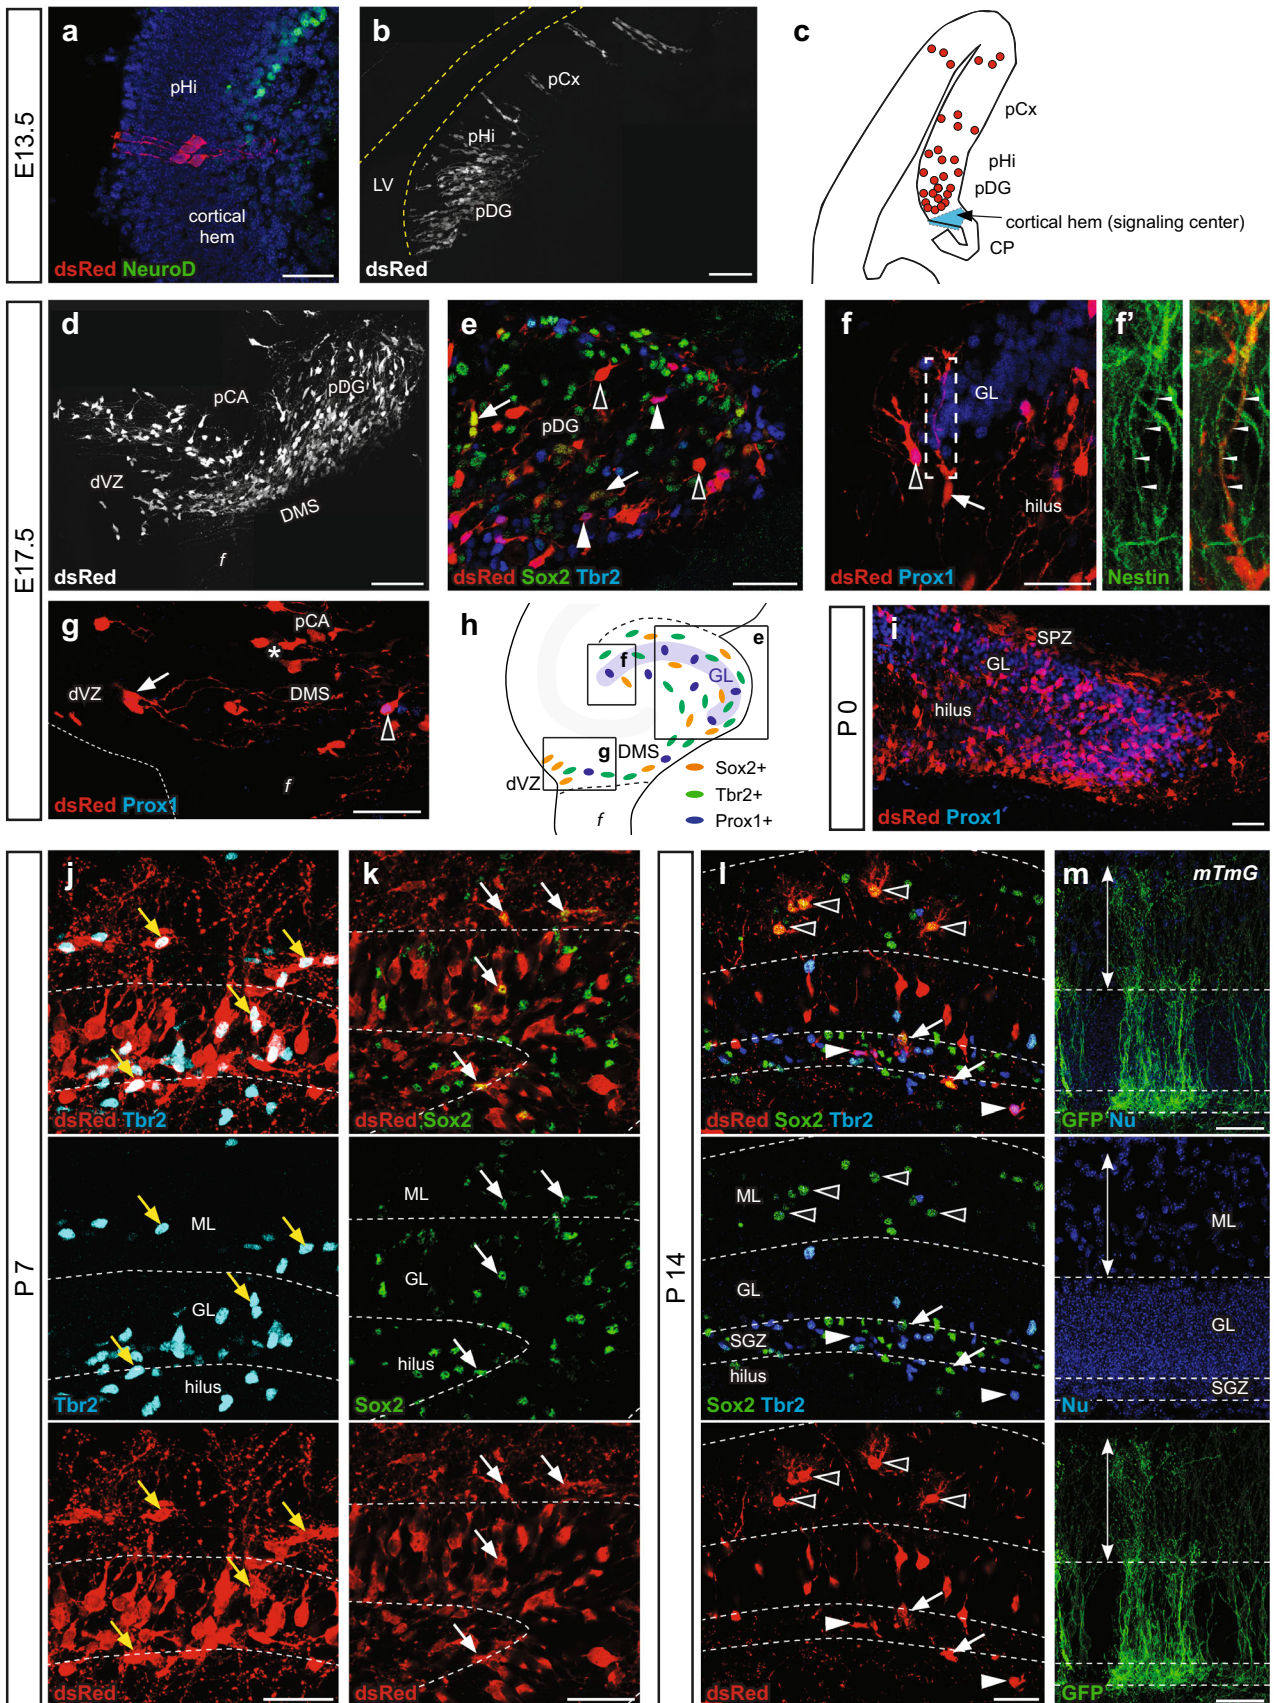 E13.5
a
pHi
cortical
hem
dsRed NeuroD
b
pCx
pHi
LV
pDG
dsRed
c
pCx
pHi
pDG
cortical hem (signaling center)
CP
E17.5
d
pCA
pDG
dVZ
DMS
f
dsRed
e
pDG
dsRed Sox2 Tbr2
f
GL
hilus
dsRed Prox1
f’
Nestin
g
pCA
*
dVZ
DMS
f
dsRed Prox1
h
e
f
GL
g
DMS
dVZ
f
Sox2+
Tbr2+
Prox1+
P 0
i
SPZ
GL
hilus
dsRed Prox1
P 7
j
dsRed Tbr2
ML
GL
hilus
Tbr2
dsRed
k
dsRed Sox2
ML
GL
hilus
Sox2
dsRed
P 14
l
dsRed Sox2 Tbr2
ML
GL
SGZ
hilus
Sox2 Tbr2
dsRed
m
mTmG
GFP Nu
ML
GL
SGZ
Nu
GFP